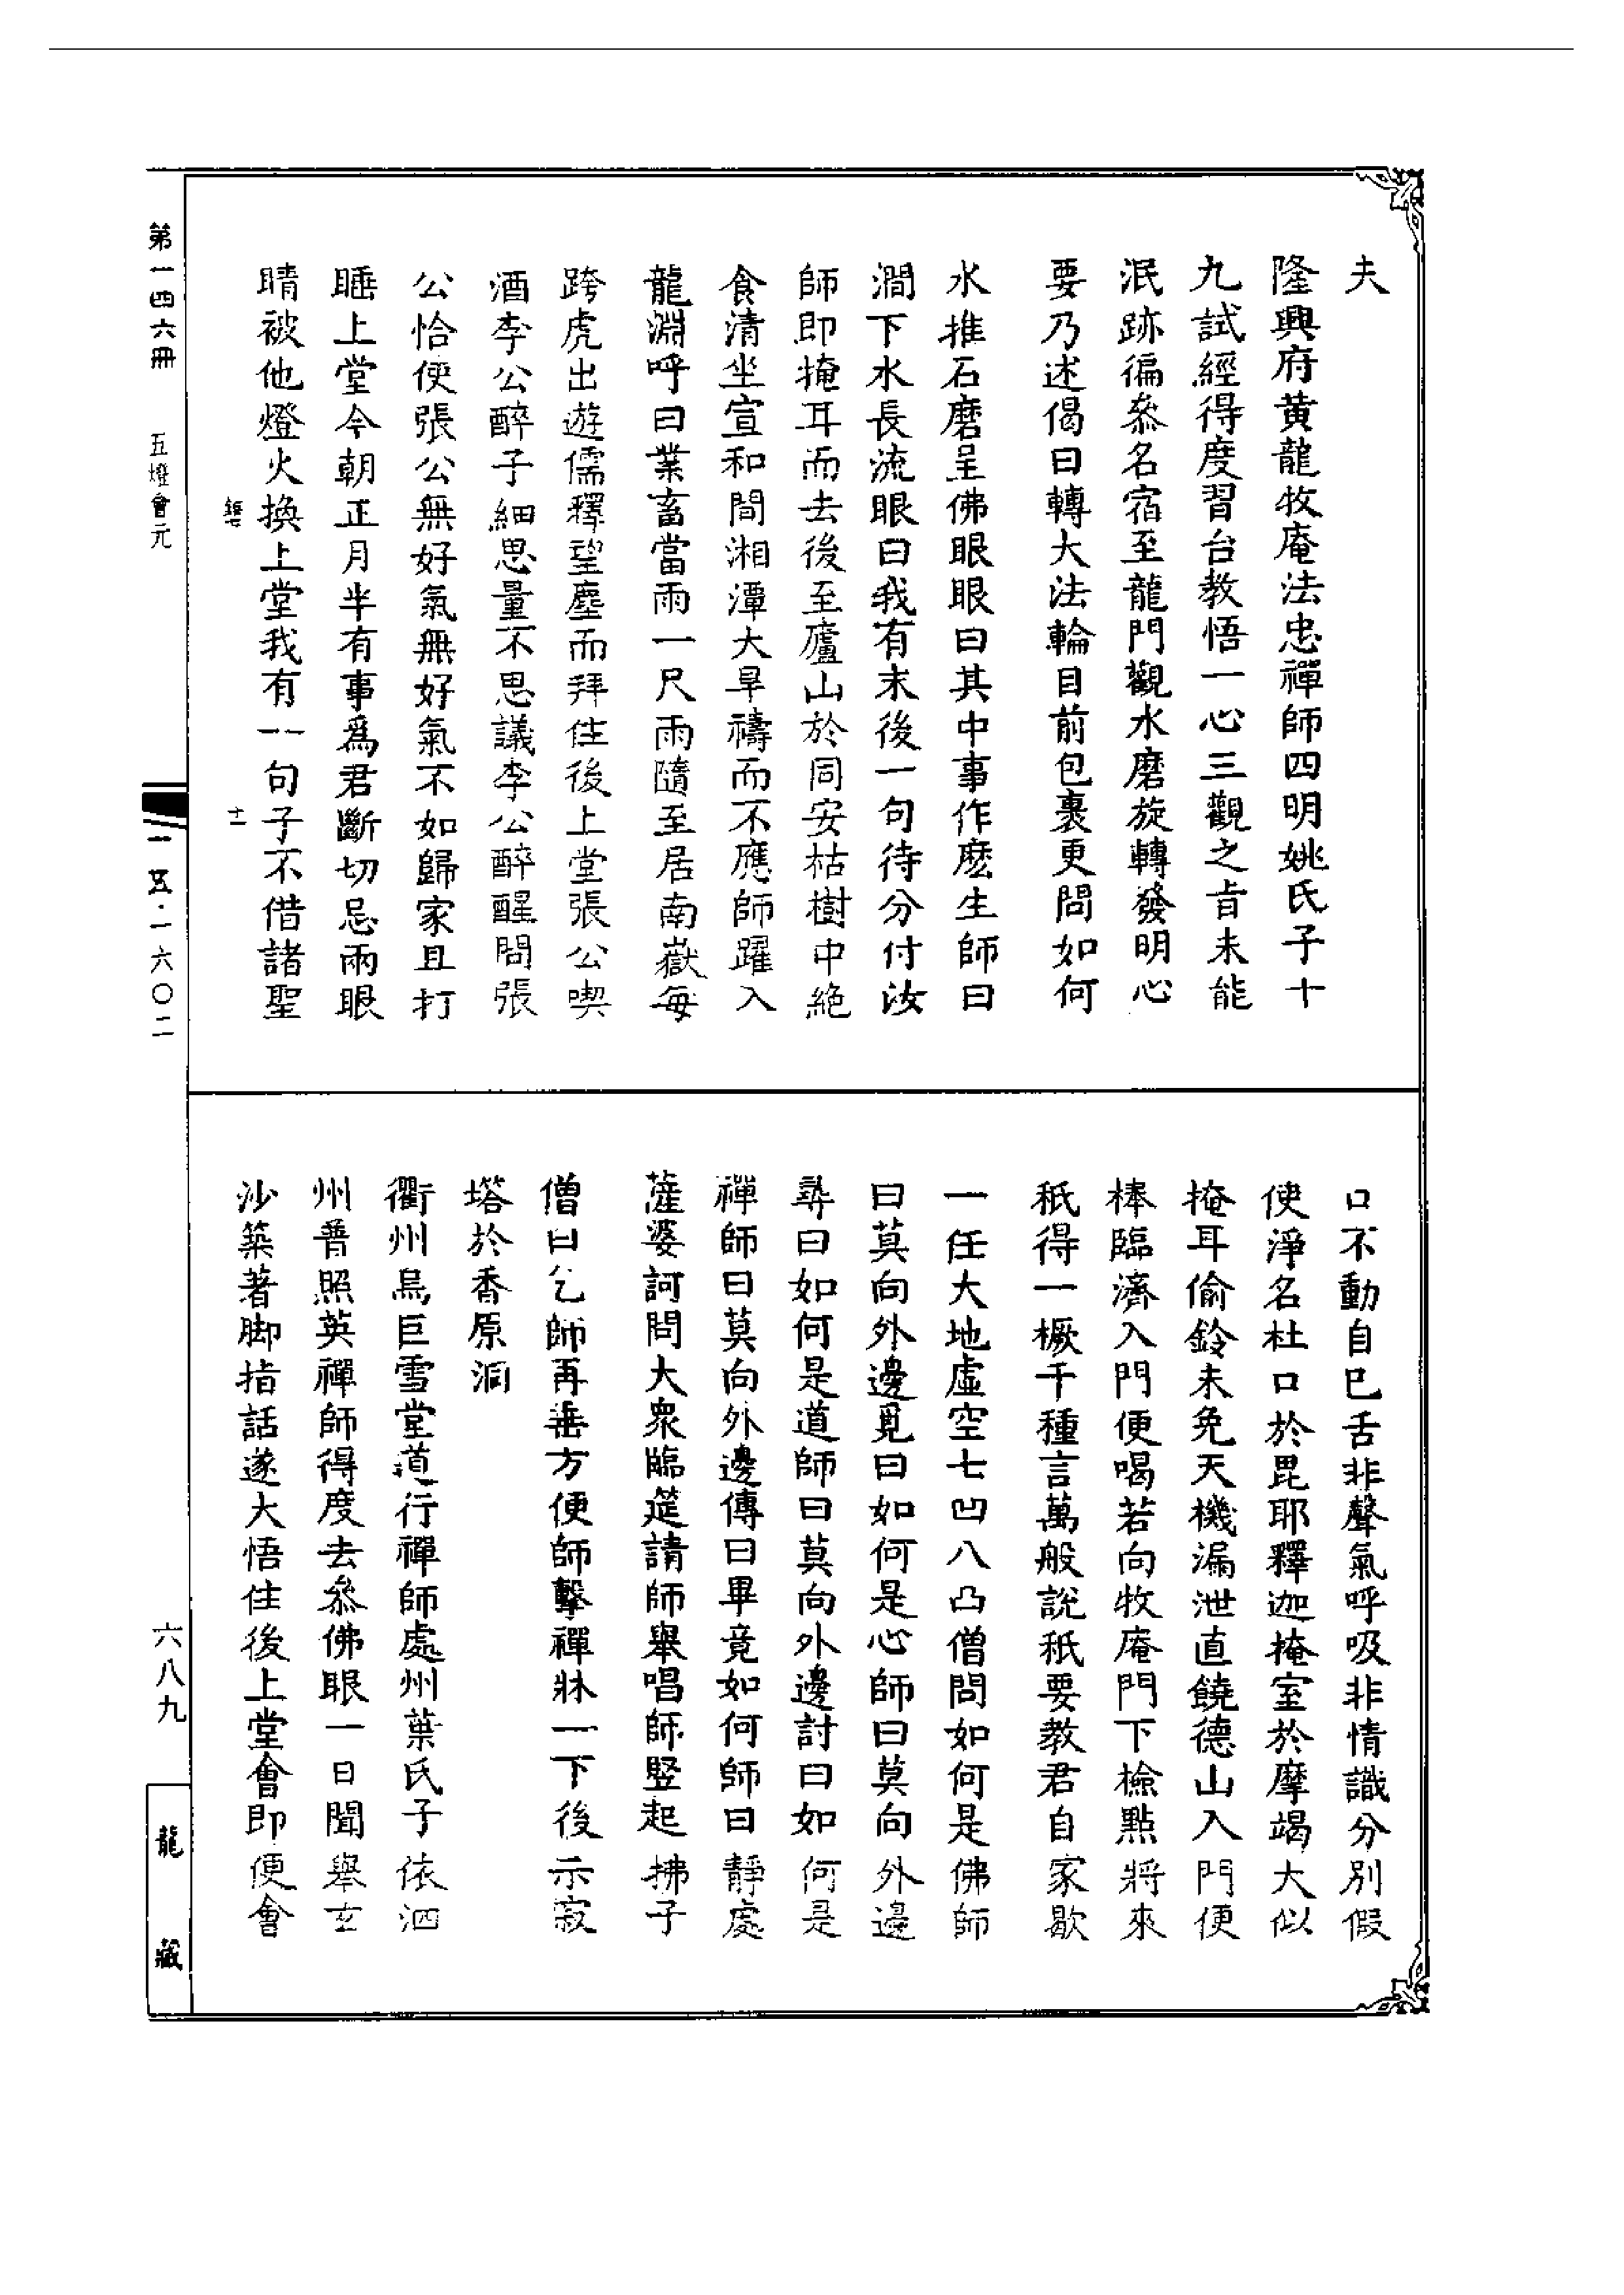 夫
隆興府黄龍牧庵法忠禪師四明姚氏子十
九試經得度習台教悟一心三觀之旨未能
泯跡徧叅名宿至龍門觀水磨旋轉發明心
要乃述偈曰轉大法輪目前包裹更問如何
水推石磨呈佛眼眼曰其中事作麽生師曰
澗下水長流眼曰我有末後一句待分付汝
師即掩耳而去後至廬山於同安枯樹中絶
食清坐宣和間湘潭大旱禱而不應師躍入
龍淵呼曰業畜當雨一尺雨隨至居南嶽每
跨虎出遊儒釋望塵而拜住後上堂張公喫
酒李公醉子細思量不思議李公醉醒問張
公恰便張公無好氣無好氣不如歸家且打
睡上堂今朝正月半有事爲君斷切忌兩眼
睛被他燈火換上堂我有一句子不借諸聖
口不動自已舌非聲氣呼吸非情識分別假
使淨名杜口於毘耶釋迦掩室於摩竭大似
掩耳偷鈴未免天機漏泄直饒德山入門便
棒臨濟入門便喝若向牧庵門下檢點將來
秖得一橛千種言萬般說秖要教君自家歇
一任大地虛空七凹八凸僧問如何是佛師
曰莫向外邊覓曰如何是心師曰莫向外邊
尋曰如何是道師曰莫向外邊討曰如何是
禪師曰莫向外邊傳曰畢竟如何師曰靜處
薩婆訶問大衆臨筵請師舉唱師竪起拂子
僧曰乞師再垂方便師擊禪牀一下後示寂
塔於香原洞
衢州烏巨雪堂道行禪師處州葉氏子依泗
州普照英禪師得度去叅佛眼一日聞舉玄
沙築著脚指話遂大悟住後上堂會即便會
第一四六冊
五燈會元
十二
一五·一六〇二
六八九
龍藏